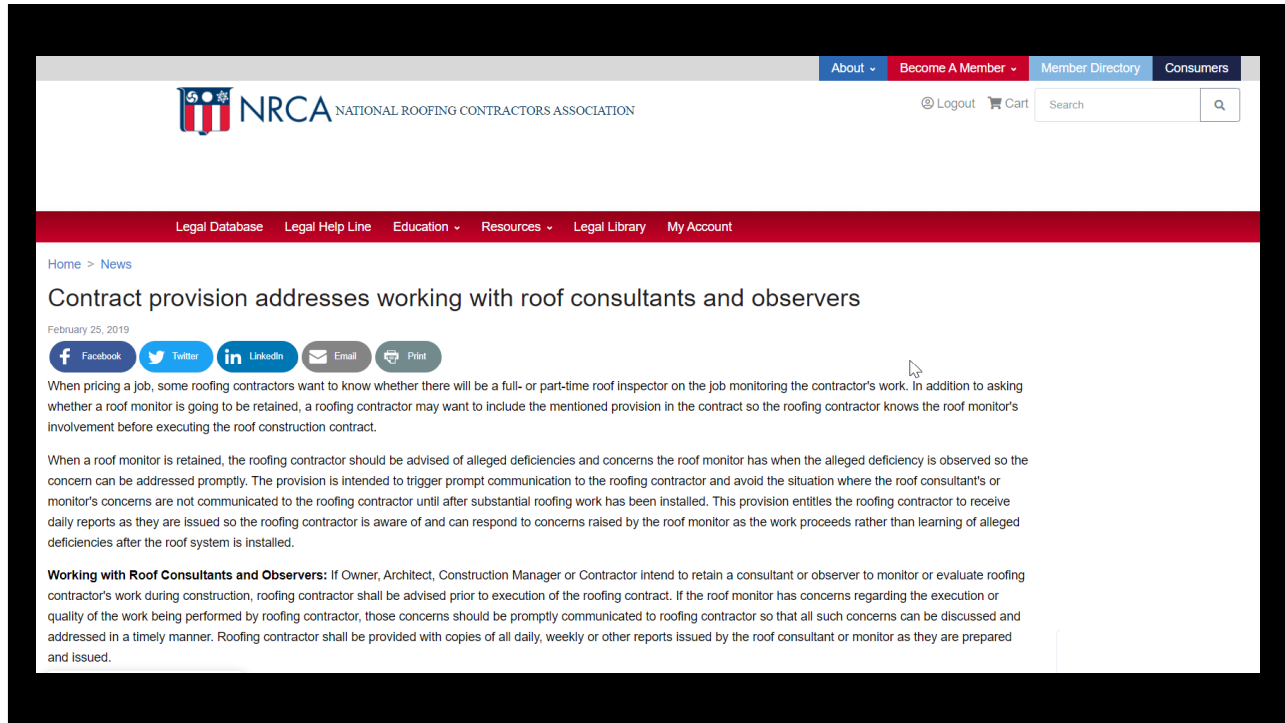 About
Become A Member
Member Directory
Consumers
NRCA NATIONAL ROOFING CONTRACTORS ASSOCIATION
Logout
Cart
Search
Legal Database
Legal Help Line
Education
Resources
Legal Library
My Account
Home > News
Contract provision addresses working with roof consultants and observers
February 25, 2019
Facebook
Twitter
LinkedIn
Email
Print
When pricing a job, some roofing contractors want to know whether there will be a full- or part-time roof inspector on the job monitoring the contractor's work. In addition to asking
whether a roof monitor is going to be retained, a roofing contractor may want to include the mentioned provision in the contract so the roofing contractor knows the roof monitor's
involvement before executing the roof construction contract.
When a roof monitor is retained, the roofing contractor should be advised of alleged deficiencies and concerns the roof monitor has when the alleged deficiency is observed so the
concern can be addressed promptly. The provision is intended to trigger prompt communication to the roofing contractor and avoid the situation where the roof consultant's or
monitor's concerns are not communicated to the roofing contractor until after substantial roofing work has been installed. This provision entitles the roofing contractor to receive
daily reports as they are issued so the roofing contractor is aware of and can respond to concerns raised by the roof monitor as the work proceeds rather than learning of alleged
deficiencies after the roof system is installed.
Working with Roof Consultants and Observers: If Owner, Architect, Construction Manager or Contractor intend to retain a consultant or observer to monitor or evaluate roofing
contractor's work during construction, roofing contractor shall be advised prior to execution of the roofing contract. If the roof monitor has concerns regarding the execution or
quality of the work being performed by roofing contractor, those concerns should be promptly communicated to roofing contractor so that all such concerns can be discussed and
addressed in a timely manner. Roofing contractor shall be provided with copies of all daily, weekly or other reports issued by the roof consultant or monitor as they are prepared
and issued.